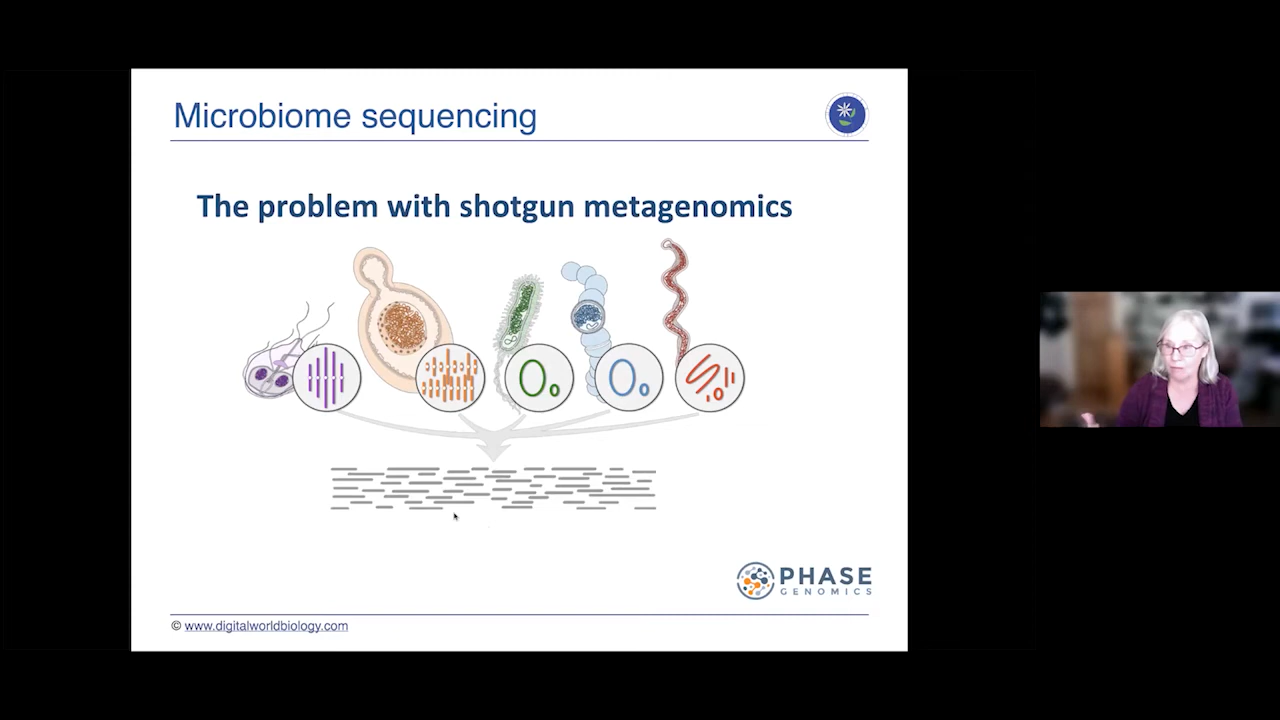 Microbiome sequencing
The problem with shotgun metagenomics
PHASE
GENOMICS
© www.digitalworldbiology.com